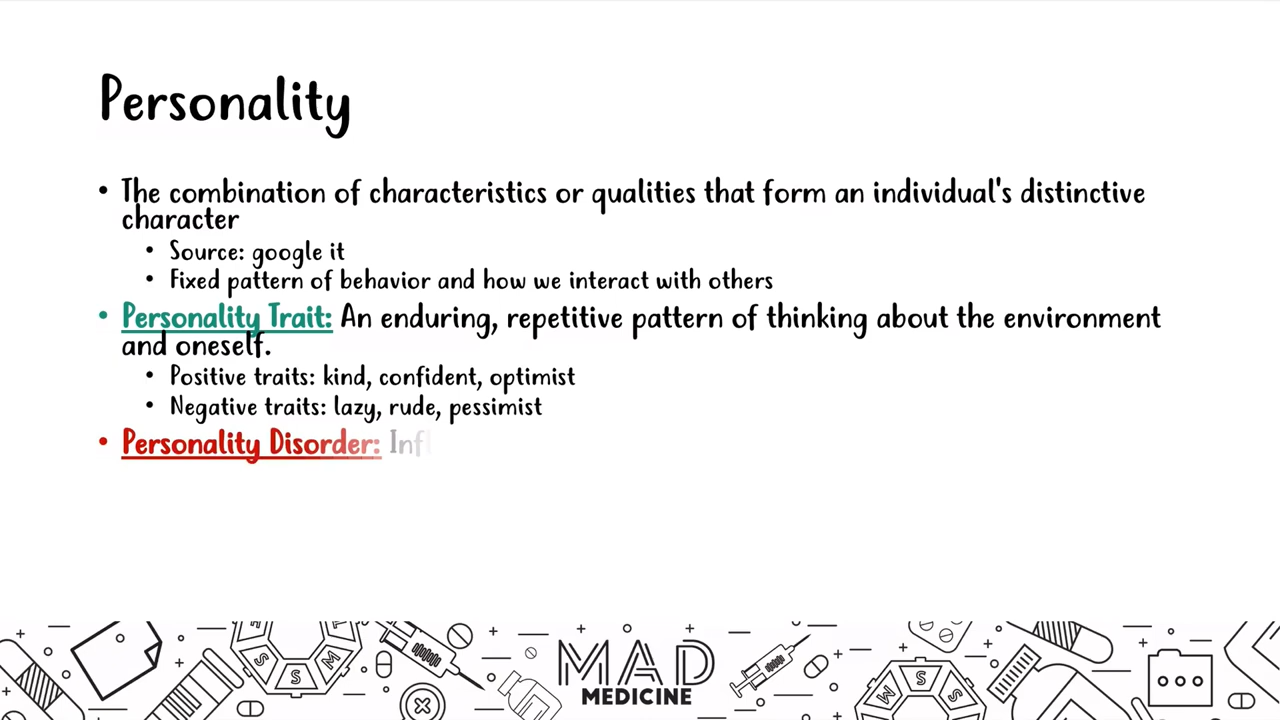 Personality
• The combination of characteristics or qualities that form an individual's distinctive
character
• Source: google it
• Fixed pattern of behavior and how we interact with others
• Personality Trait: An enduring, repetitive pattern of thinking about the environment
and oneself.
• Positive traits: kind, confident, optimist
• Negative traits: lazy, rude, pessimist
• Personality Disorder: Inf
MAD
MEDICINE
S S M
M S S